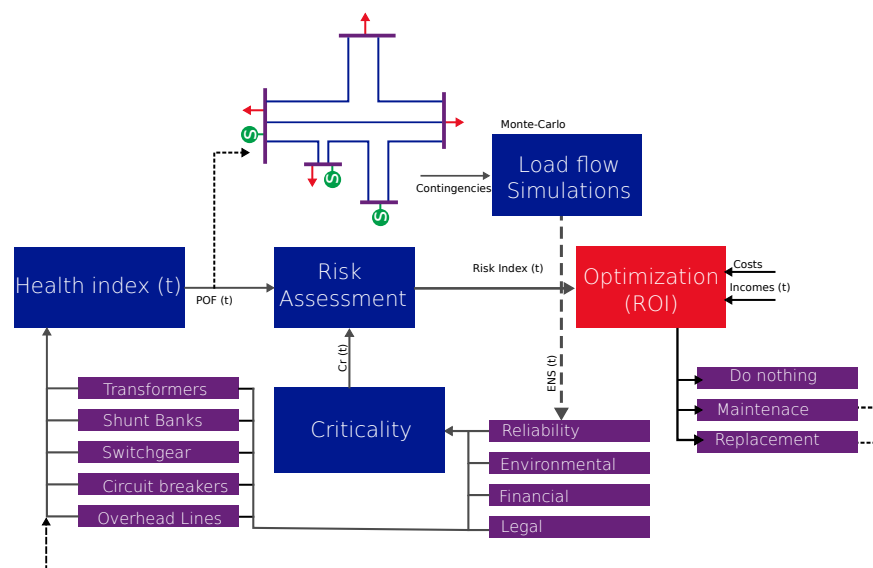 Monte-Carlo
Load flow
Simulations
Contingencies
S
S
S
Health index (t)
POF (t)
Risk
Assessment
Risk Index (t)
Optimization
(ROI)
Costs
Incomes (t)
Cr (t)
ENS (t)
Transformers
Shunt Banks
Switchgear
Circuit breakers
Overhead Lines
Criticality
Reliability
Environmental
Financial
Legal
Do nothing
Maintenace
Replacement